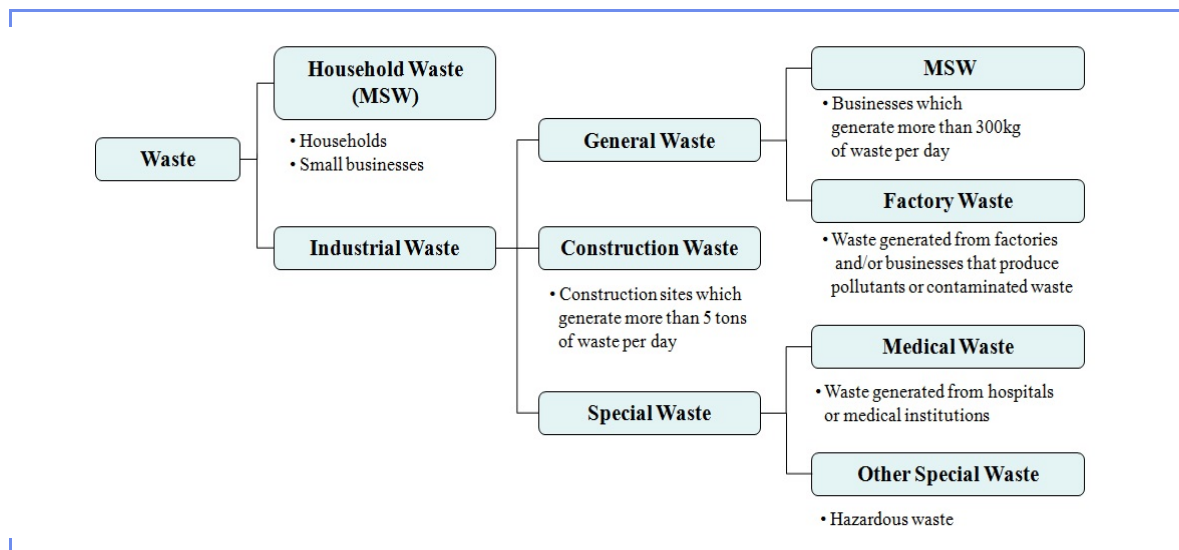 Waste
Household Waste
(MSW)
• Households
• Small businesses
Industrial Waste
General Waste
MSW
• Businesses which
generate more than 300kg
of waste per day
Factory Waste
• Waste generated from factories
and/or businesses that produce
pollutants or contaminated waste
Construction Waste
• Construction sites which
generate more than 5 tons
of waste per day
Special Waste
Medical Waste
• Waste generated from hospitals
or medical institutions
Other Special Waste
• Hazardous waste